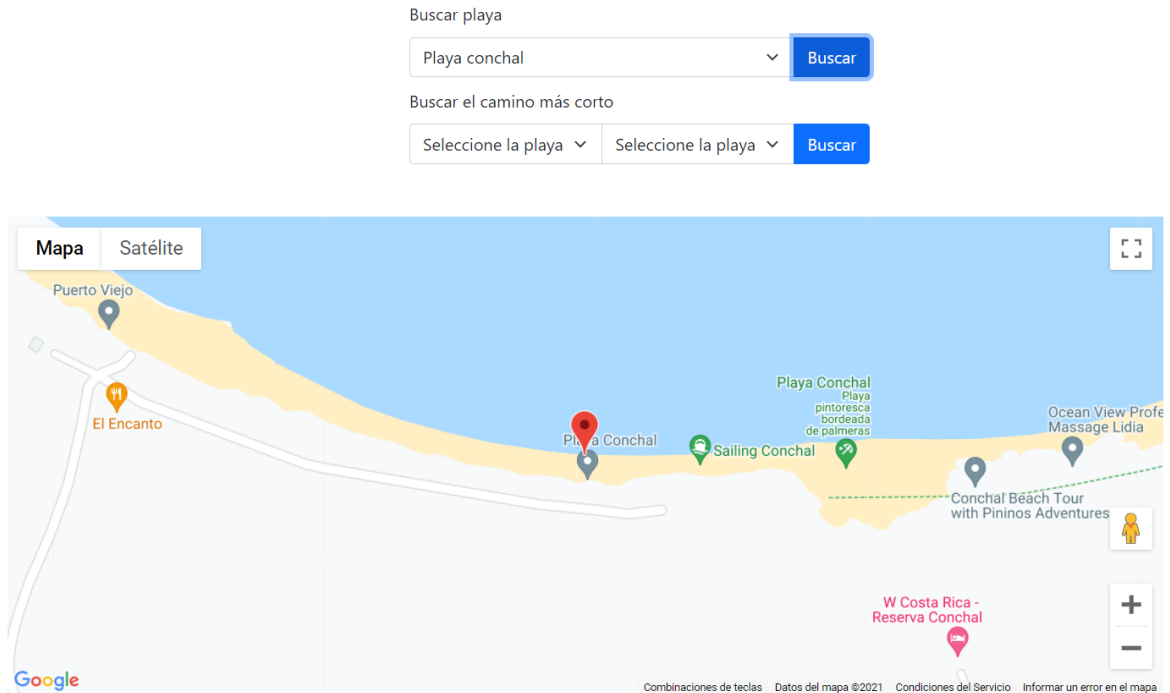 Buscar playa
Playa conchal
Buscar
Buscar el camino más corto
Seleccione la playa
Seleccione la playa
Buscar
Mapa
Satélite
Puerto Viejo
El Encanto
Playa Conchal
Sailing Conchal
Playa Conchal
Playa
pintoresca
bordeada
de palmeras
Ocean View Profe
Massage Lidia
Conchal Beach Tour
with Pininos Adventures
W Costa Rica -
Reserva Conchal
Google
Combinaciones de teclas
Datos del mapa ©2021
Condiciones del Servicio
Informar un error en el mapa